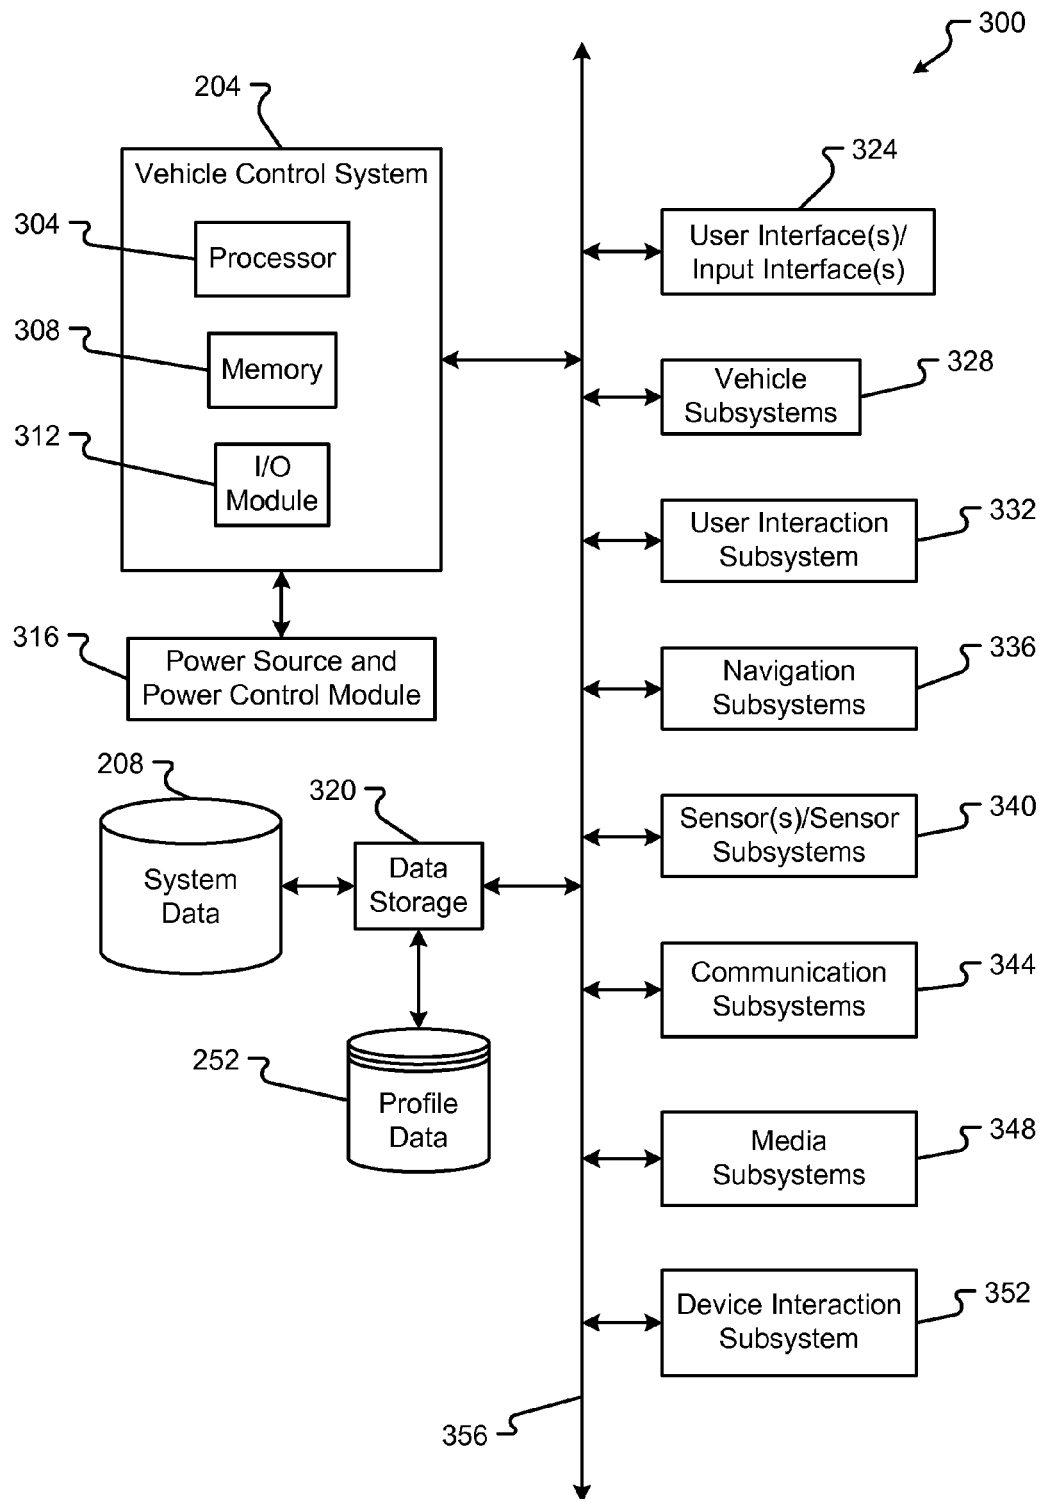 300
204
Vehicle Control System
304
Processor
308
Memory
312
I/O
Module
316
Power Source and
Power Control Module
208
System
Data
320
Data
Storage
252
Profile
Data
324
User Interface(s)/
Input Interface(s)
328
Vehicle
Subsystems
332
User Interaction
Subsystem
336
Navigation
Subsystems
340
Sensor(s)/Sensor
Subsystems
344
Communication
Subsystems
348
Media
Subsystems
352
Device Interaction
Subsystem
356